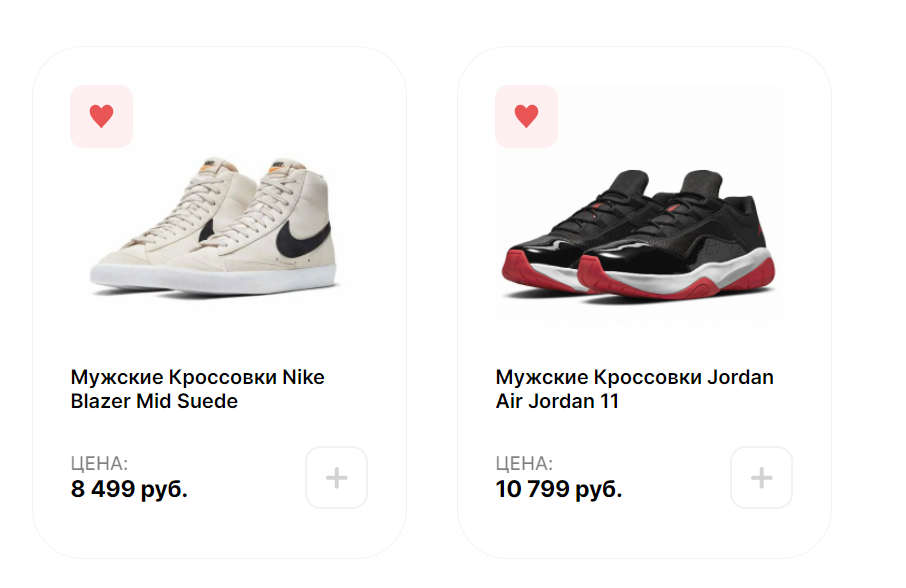 Мужские Кроссовки Nike
Blazer Mid Suede
ЦЕНА:
8 499 руб.
Мужские Кроссовки Jordan
Air Jordan 11
ЦЕНА:
10 799 руб.